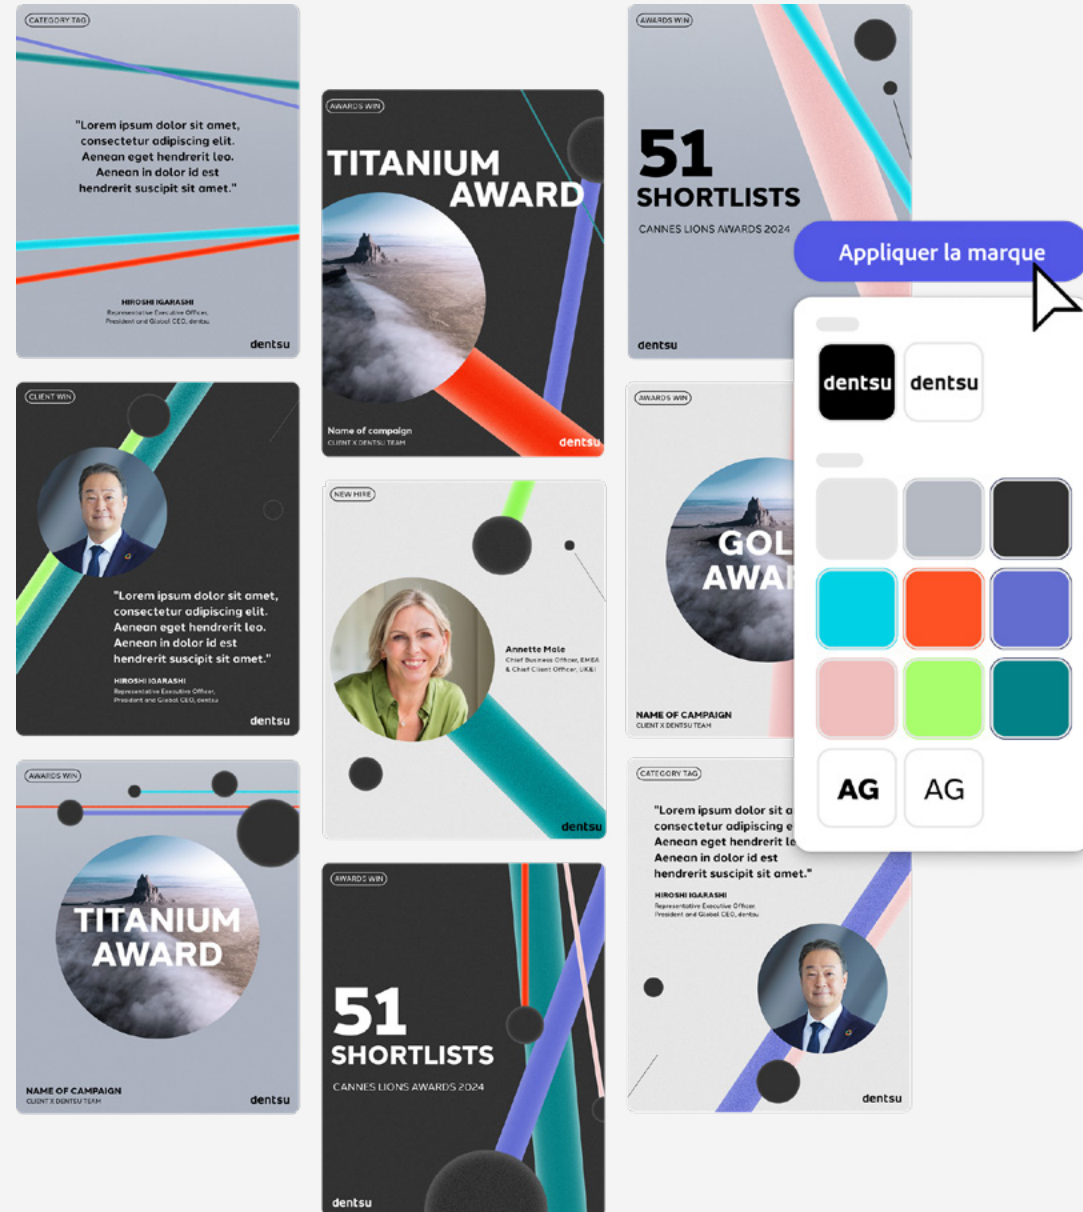 CATEGORY TAG
"Lorem ipsum dolor sit amet,
consectetur adipiscing elit.
Aenean eget hendrerit leo.
Aenean in dolor id est
hendrerit suscipit sit amet."
HIROSHI IGARASHI
Representative Executive Officer,
President and Global CEO, dentsu
dentsu
CLIENT WIN
"Lorem ipsum dolor sit amet,
consectetur adipiscing elit.
Aenean eget hendrerit leo.
Aenean in dolor id est
hendrerit suscipit sit amet."
HIROSHI IGARASHI
Representative Executive Officer,
President and Global CEO, dentsu
dentsu
AWARDS WIN
TITANIUM
AWARD
NAME OF CAMPAIGN
CLIENT X DENTSU TEAM
dentsu
AWARDS WIN
TITANIUM
AWARD
Name of campaign
CLIENT X DENTSU TEAM
dentsu
NEW HIRE
Annette Male
Chief Business Officer, EMEA
& Chief Client Officer, UK&I
dentsu
AWARDS WIN
51
SHORTLISTS
CANNES LIONS AWARDS 2024
dentsu
AWARDS WIN
51
SHORTLISTS
CANNES LIONS AWARDS 2024
dentsu
AWARDS WIN
GOL
AWA
NAME OF CAMPAIGN
CLIENT X DENTSU TEAM
CATEGORY TAG
"Lorem ipsum dolor sit a
consectetur adipiscing e
Aenean eget hendrerit le
Aenean in dolor id est
hendrerit suscipit sit amet."
HIROSHI IGARASHI
Representative Executive Officer,
President and Global CEO, dentsu
dentsu
Appliquer la marque
dentsu dentsu
AG AG